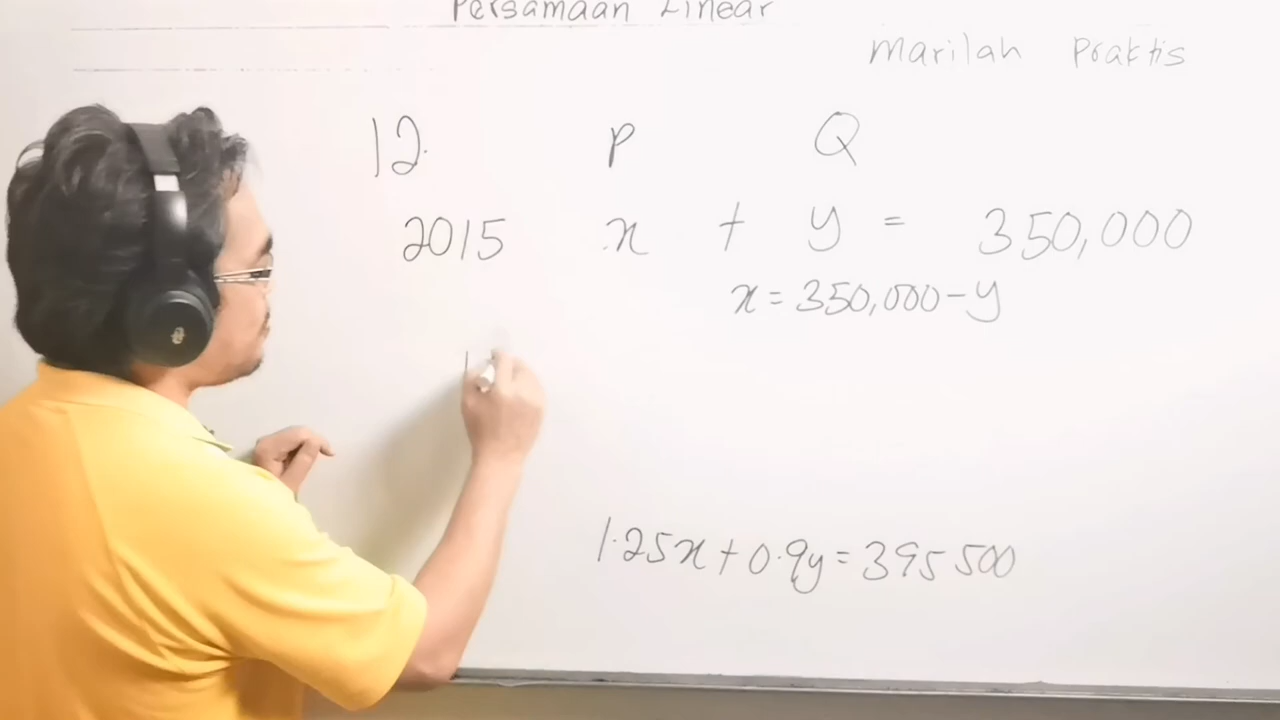 Persamaan Linear
Marilah Praktis
12. P Q
2015 x + y = 350,000
x = 350,000 - y
1.25x + 0.9y = 395 500